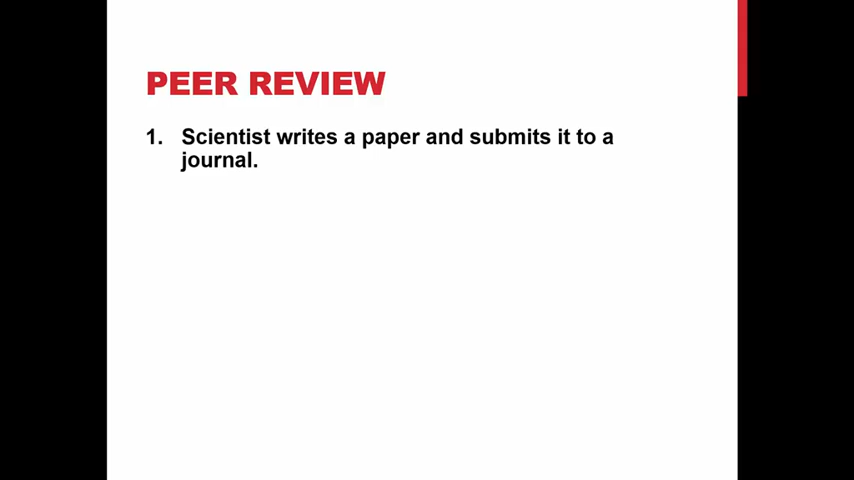 PEER REVIEW
1. Scientist writes a paper and submits it to a
journal.